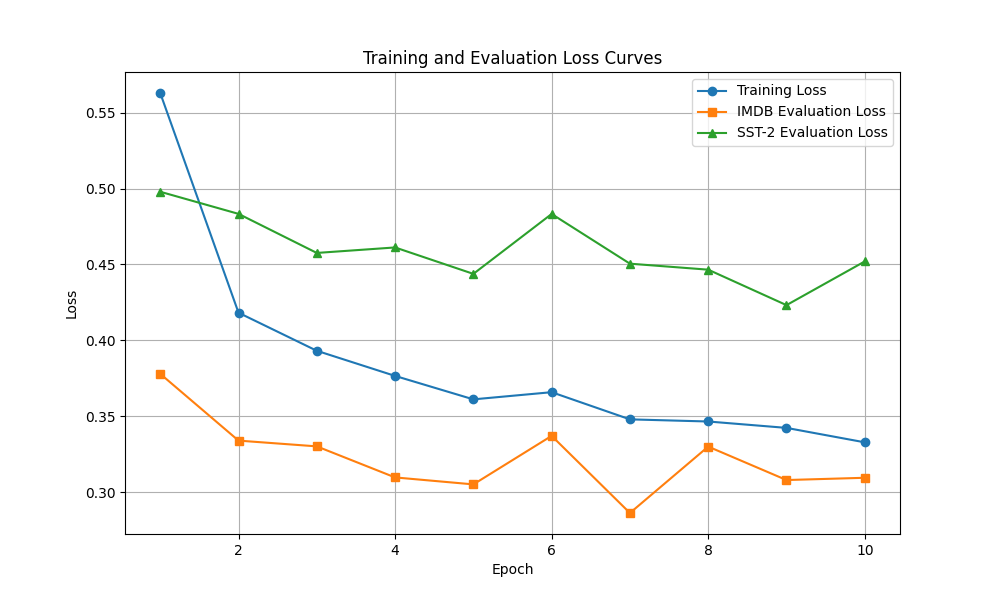 Training and Evaluation Loss Curves
Training Loss
IMDB Evaluation Loss
SST-2 Evaluation Loss
0.55
0.50
0.45
0.40
0.35
0.30
Loss
2 4 6 8 10
Epoch